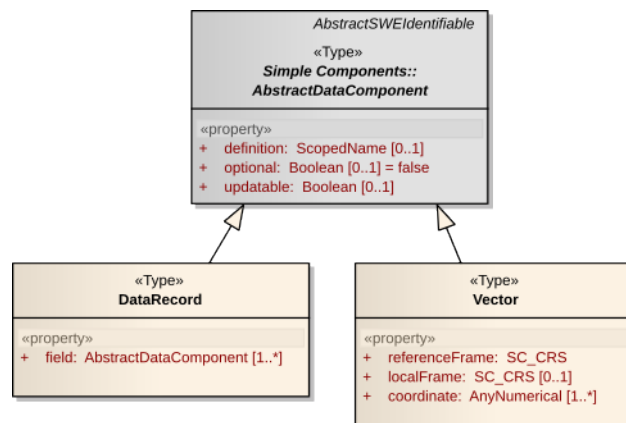 AbstractSWEIdentifiable
«Type»
Simple Components::
AbstractDataComponent
«property»
+ definition: ScopedName [0..1]
+ optional: Boolean [0..1] = false
+ updatable: Boolean [0..1]
«Type»
DataRecord
«property»
+ field: AbstractDataComponent [1..*]
«Type»
Vector
«property»
+ referenceFrame: SC_CRS
+ localFrame: SC_CRS [0..1]
+ coordinate: AnyNumerical [1..*]